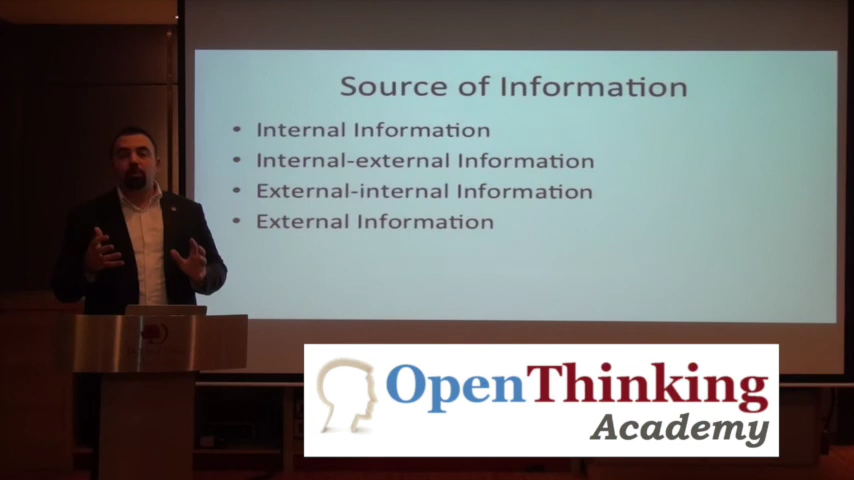 Source of Information
• Internal Information
• Internal-external Information
• External-internal Information
• External Information
OpenThinking
Academy